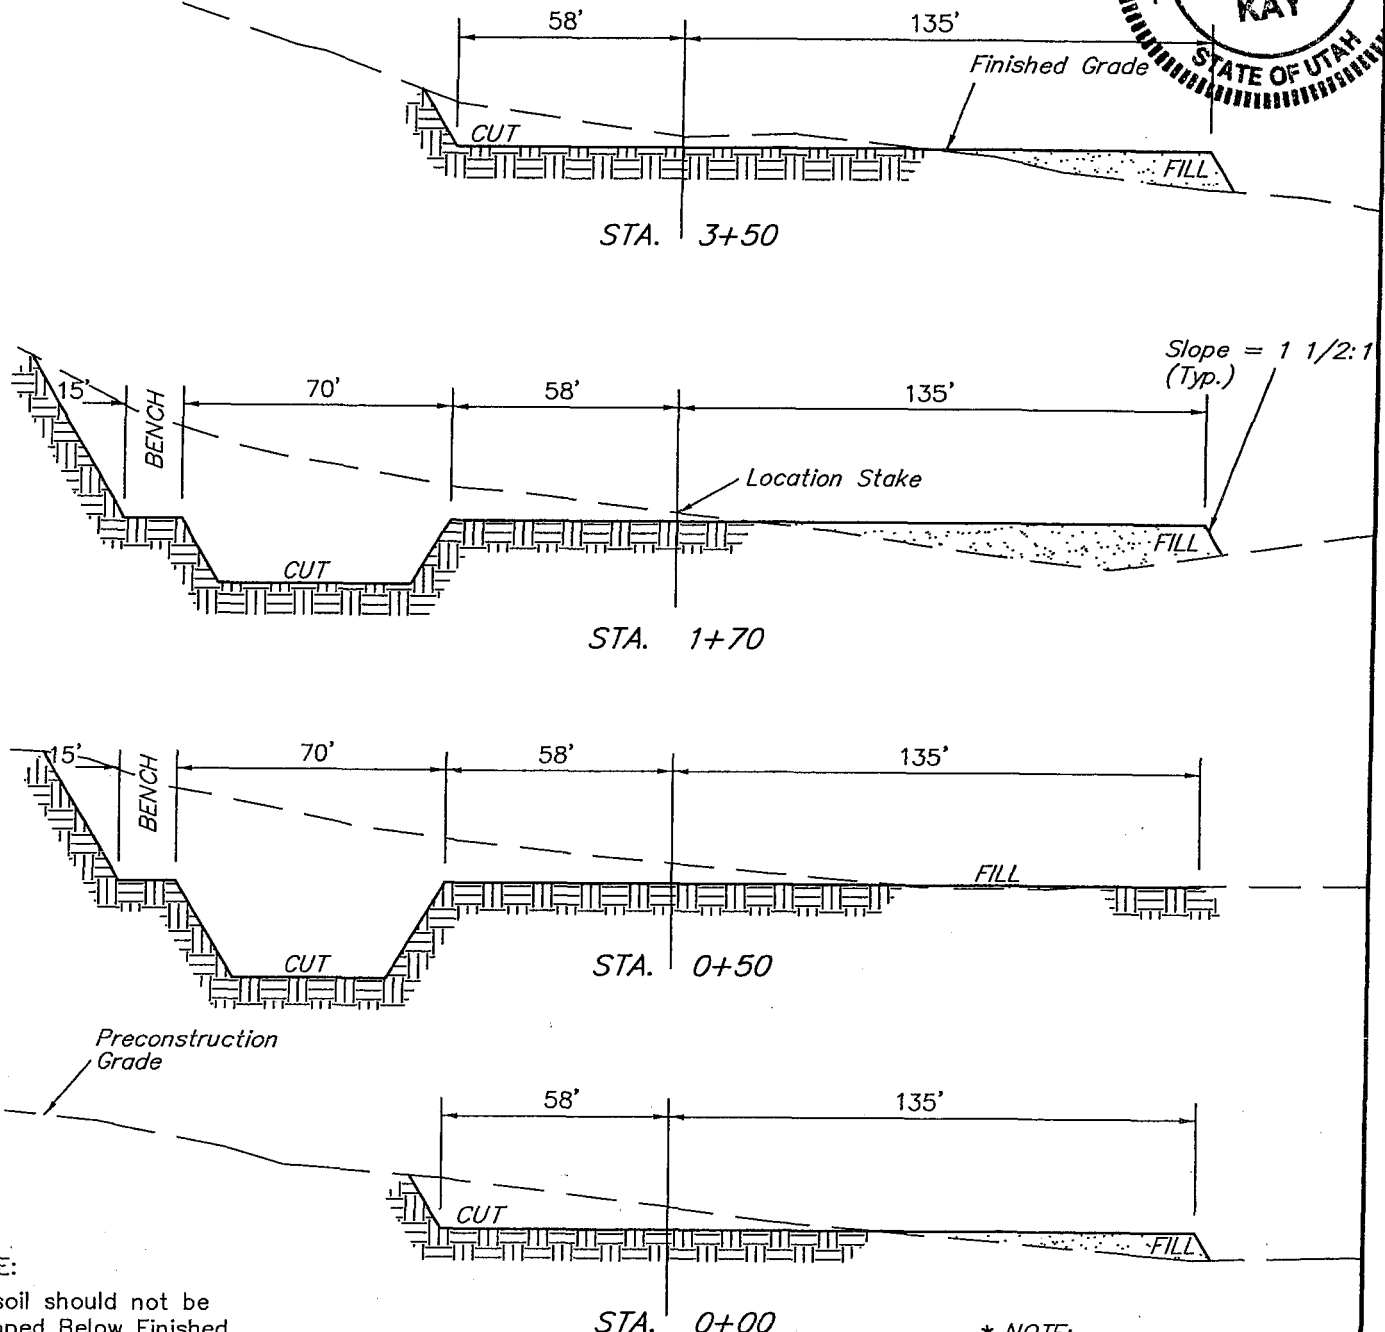 KAY
STATE OF UTAH
58'
135'
Finished Grade
CUT
FILL
STA. 3+50
Slope = 1 1/2:1
(Typ.)
15'
BENCH
70'
58'
135'
Location Stake
CUT
FILL
STA. 1+70
15'
BENCH
70'
58'
135'
FILL
CUT
STA. 0+50
Preconstruction
Grade
58'
135'
CUT
FILL
soil should not be
Below Finished
STA. 0+00
* NOTE: